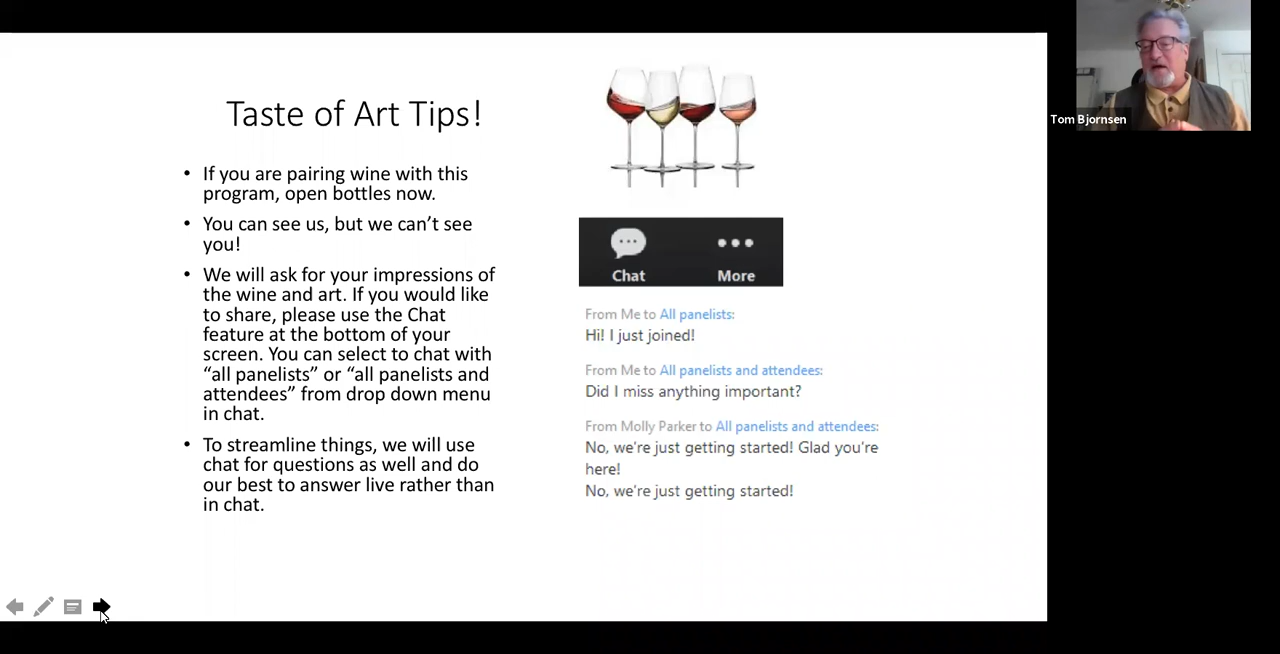 Taste of Art Tips!
• If you are pairing wine with this
program, open bottles now.
• You can see us, but we can’t see
you!
• We will ask for your impressions of
the wine and art. If you would like
to share, please use the Chat
feature at the bottom of your
screen. You can select to chat with
“all panelists” or “all panelists and
attendees” from drop down menu
in chat.
• To streamline things, we will use
chat for questions as well and do
our best to answer live rather than
in chat.
Chat More
From Me to All panelists:
Hi! I just joined!
From Me to All panelists and attendees:
Did I miss anything important?
From Molly Parker to All panelists and attendees:
No, we're just getting started! Glad you're
here!
No, we're just getting started!
Tom Bjornsen